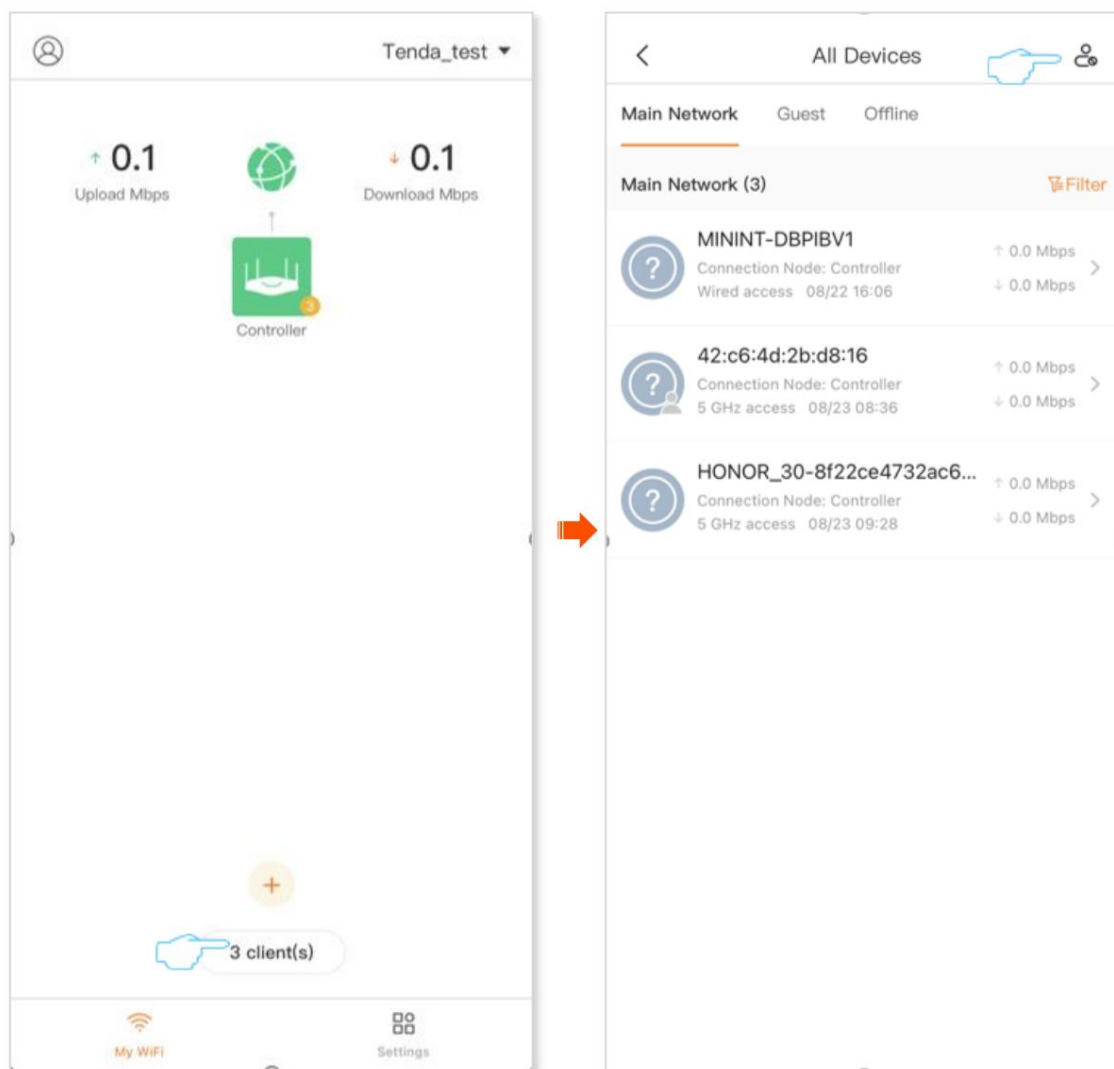 Tenda_test
↑ 0.1
Upload Mbps
↓ 0.1
Download Mbps
3
Controller
3 client(s)
My WiFi
Settings
All Devices
Main Network Guest Offline
Main Network (3) Filter
MININT-DBPIBV1
Connection Node: Controller
Wired access 08/22 16:06
↑ 0.0 Mbps
↓ 0.0 Mbps
42:c6:4d:2b:d8:16
Connection Node: Controller
5 GHz access 08/23 08:36
↑ 0.0 Mbps
↓ 0.0 Mbps
HONOR_30-8f22ce4732ac6...
Connection Node: Controller
5 GHz access 08/23 09:28
↑ 0.0 Mbps
↓ 0.0 Mbps